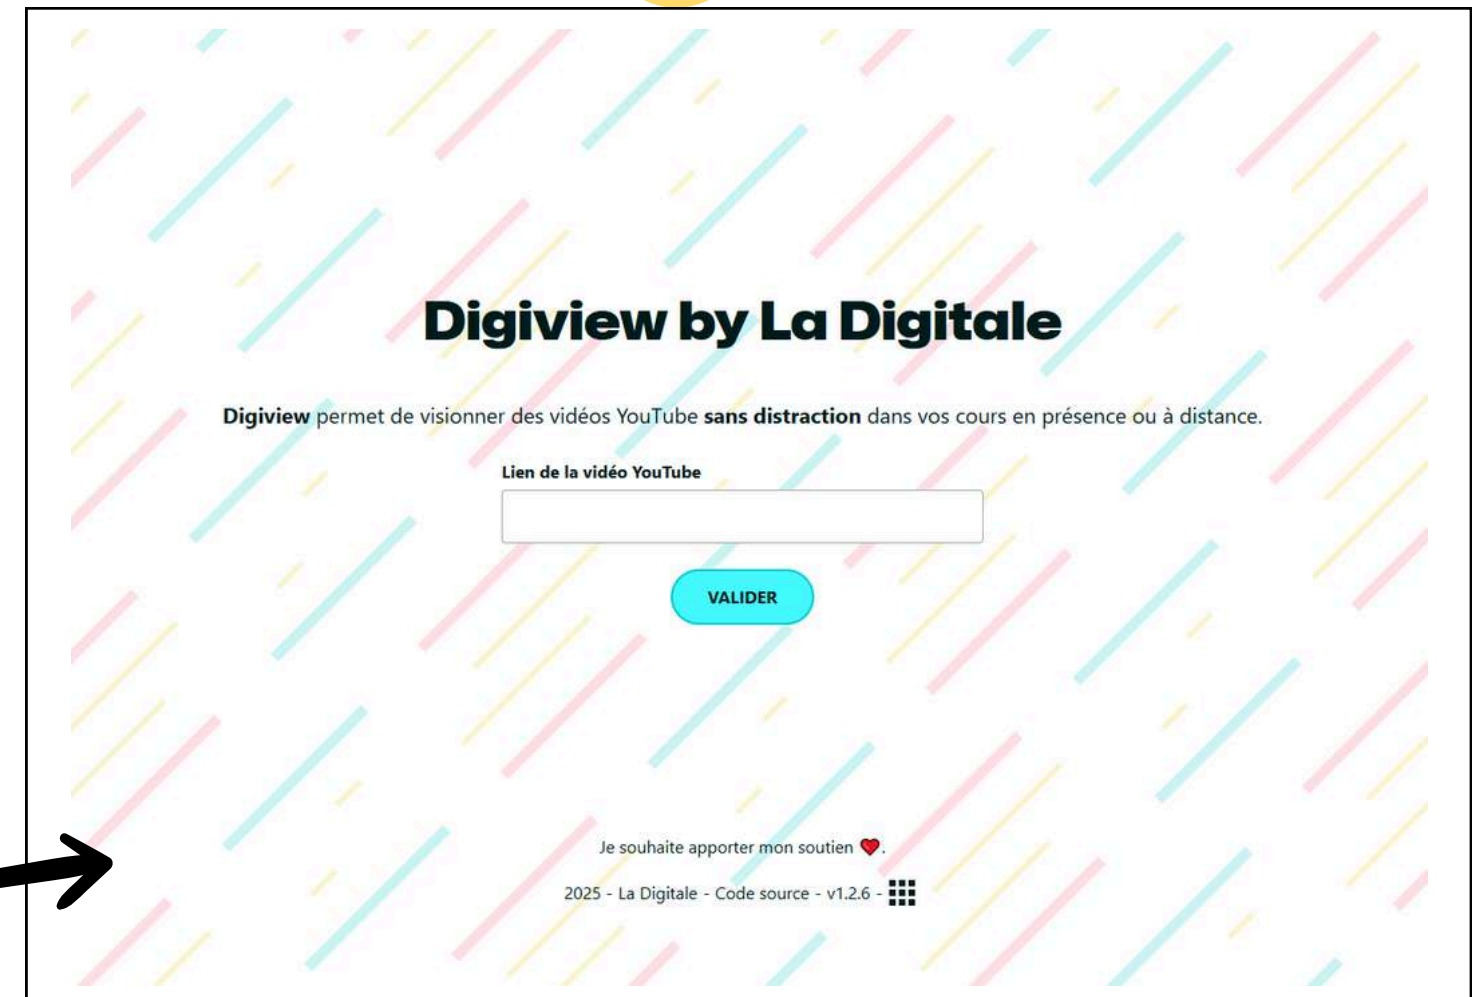 Digiview by La Digitale
Digiview permet de visionner des vidéos YouTube sans distraction dans vos cours en présence ou à distance.
Lien de la vidéo YouTube
VALIDER
Je souhaite apporter mon soutien ❤️.
2025 - La Digitale - Code source - v1.2.6 -